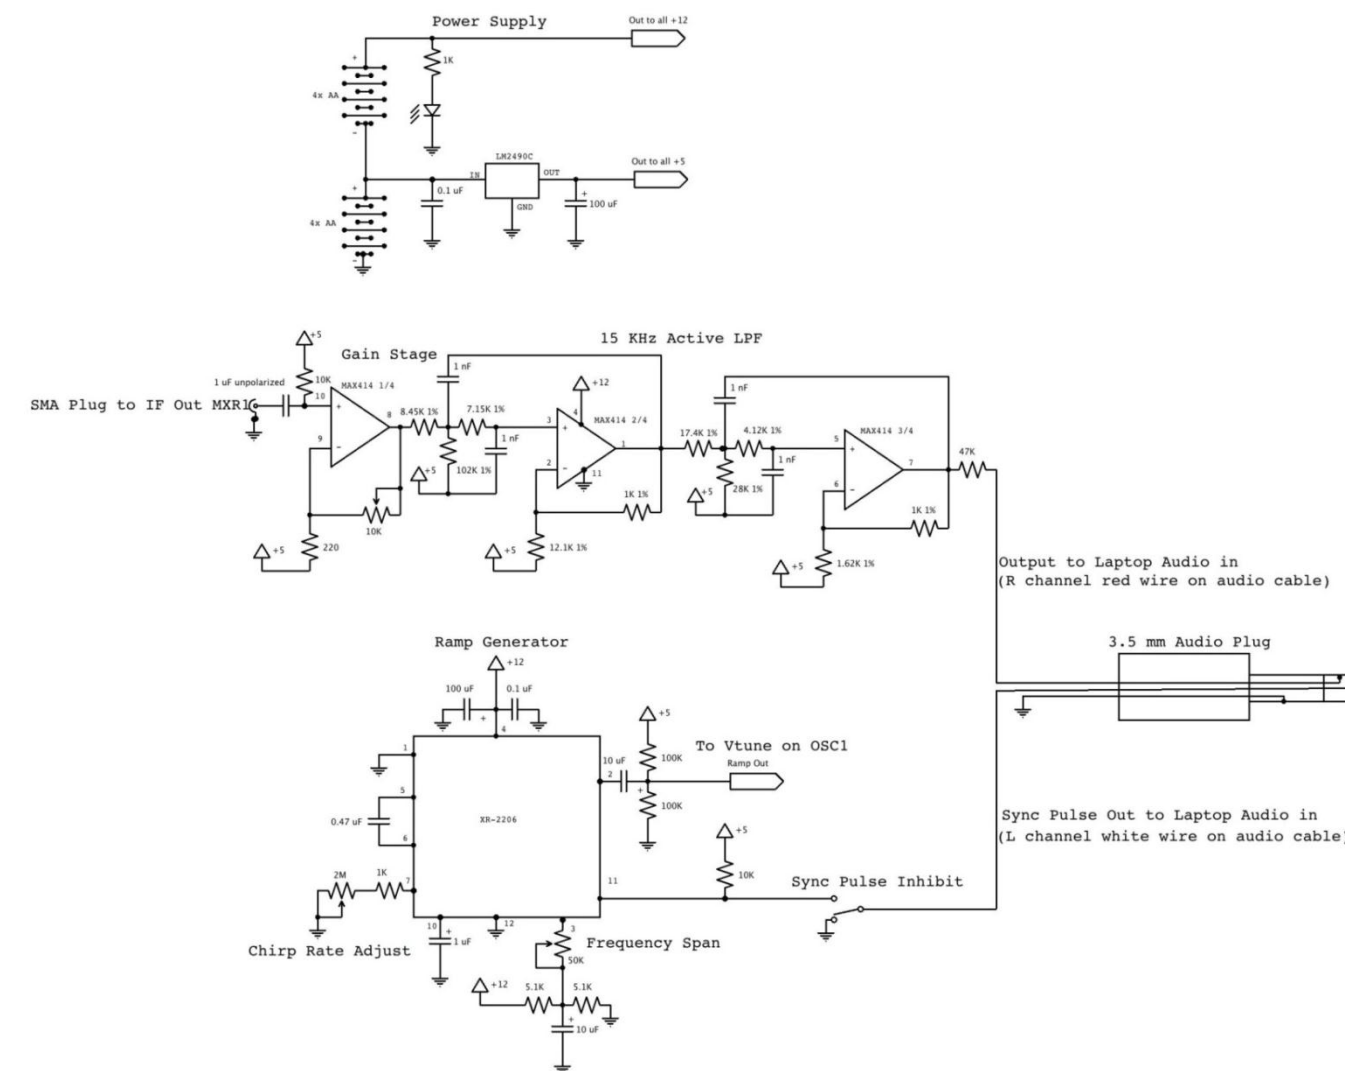 Power Supply
Out to all +12
+
1K
4x AA
-
LM2490C
Out to all +5
IN
OUT
+
0.1 uF
+
100 uF
GND
4x AA
-
15 KHz Active LPF
+5
Gain Stage
1 nF
+12
1 nF
1 uF unpolarized
10K
MAX414 1/4
SMA Plug to IF Out MXR1
10
+
8
8.45K 1%
7.15K 1%
4
MAX414 2/4
3
+
1
17.4K 1%
4.12K 1%
MAX414 3/4
5
+
47K
9
-
1 nF
1 nF
7
+5
102K 1%
2
-
11
+5
28K 1%
6
-
10K
1K 1%
1K 1%
+5
220
+5
12.1K 1%
+5
1.62K 1%
Output to Laptop Audio in
(R channel red wire on audio cable)
Ramp Generator
3.5 mm Audio Plug
+12
100 uF
0.1 uF
+
4
+5
To Vtune on OSC1
1
10 uF
100K
Ramp Out
2
+
5
100K
0.47 uF
XR-2206
Sync Pulse Out to Laptop Audio in
6
+5
(L channel white wire on audio cable)
2M
1K
7
11
10K
Sync Pulse Inhibit
10
+
12
3
1 uF
Frequency Span
Chirp Rate Adjust
50K
+12
5.1K
5.1K
+
10 uF